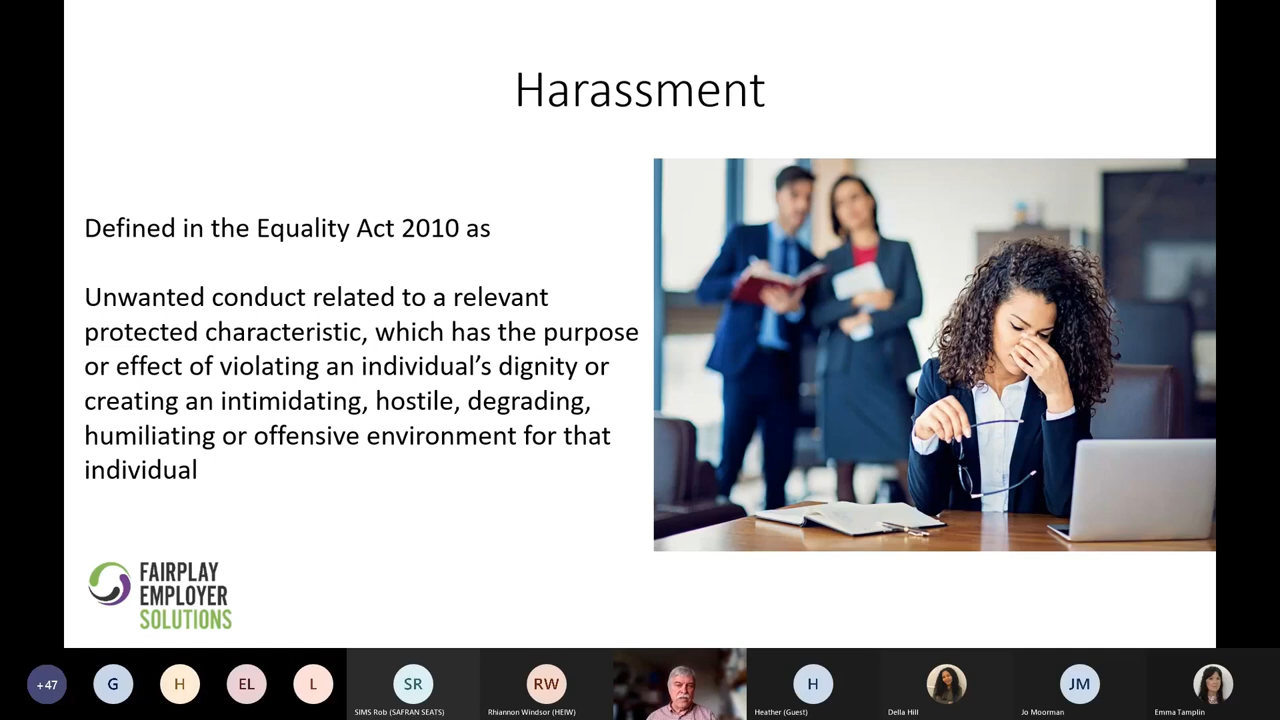 Harassment
Defined in the Equality Act 2010 as
Unwanted conduct related to a relevant
protected characteristic, which has the purpose
or effect of violating an individual’s dignity or
creating an intimidating, hostile, degrading,
humiliating or offensive environment for that
individual
FAIRPLAY
EMPLOYER
SOLUTIONS
+47
G
H
EL
L
SR
RW
H
JM
SIMS Rob (SAFRAN SEATS)
Rhiannon Windsor (HEIW)
Heather (Guest)
Della Hill
Jo Moorman
Emma Tamplin